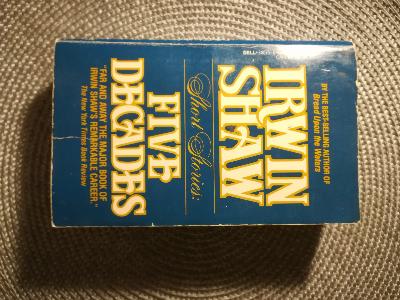 BY THE BEST-SELLING AUTHOR OF
Bread Upon the Waters
IRWIN
SHAW
Short Stories:
FIVE
DECADES
"FAR AND AWAY THE MAJOR BOOK OF
IRWIN SHAW'S REMARKABLE CAREER."
The New York Times Book Review